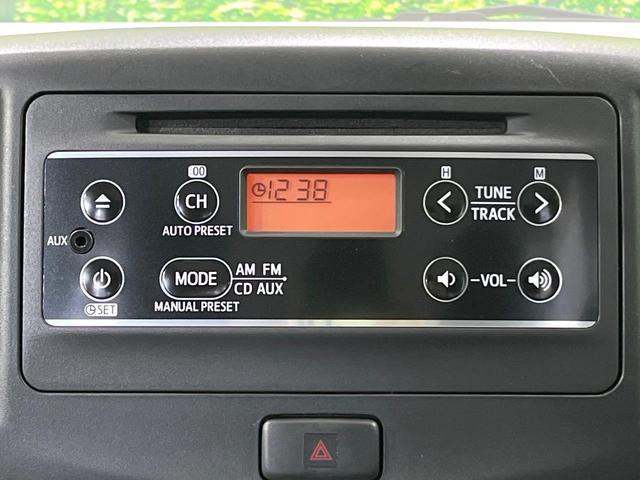 :00
CH
AUTO PRESET
12 38
H
M
TUNE
TRACK
AUX
MODE
AM FM
CD AUX
MANUAL PRESET
SET
-VOL-